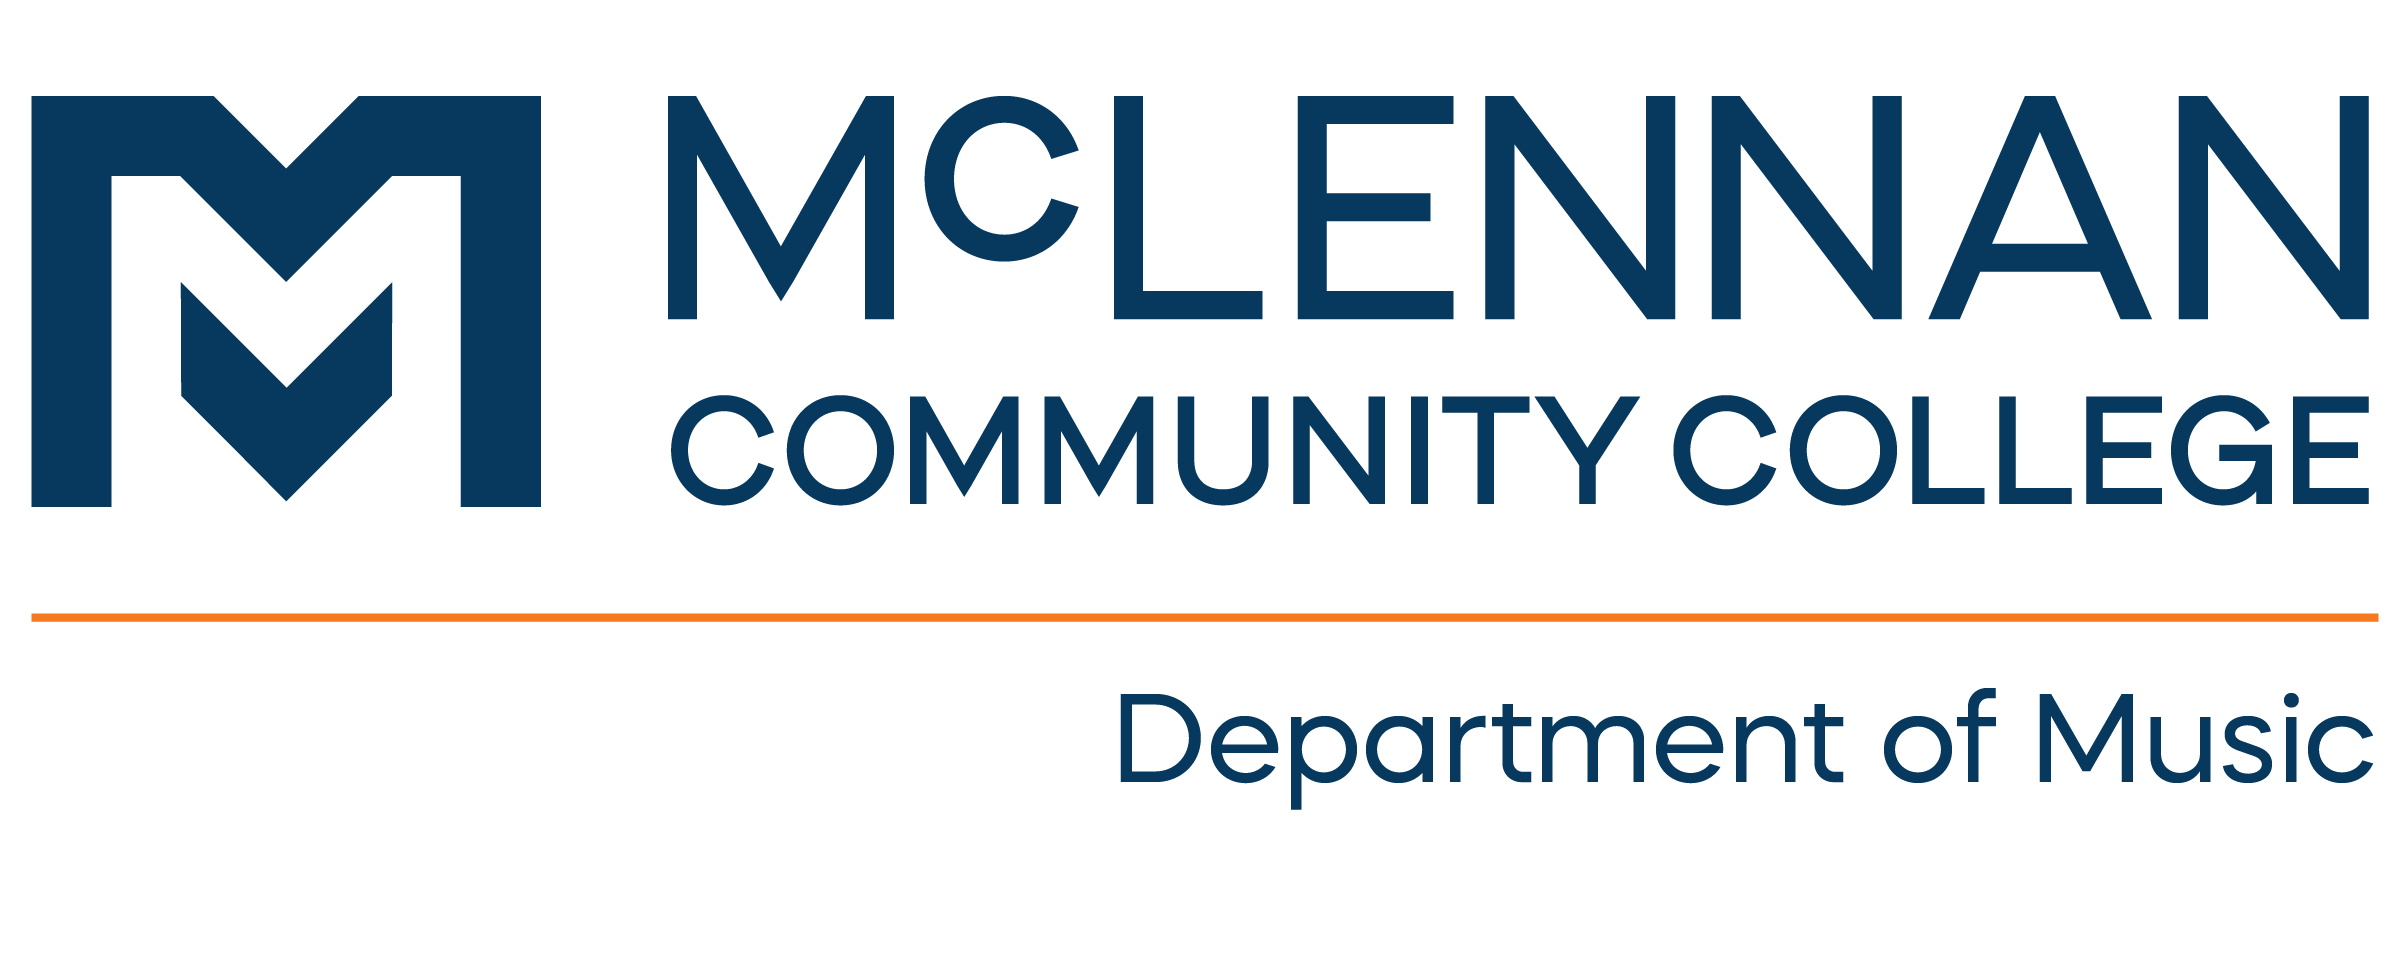 McLENNAN
COMMUNITY COLLEGE
Department of Music